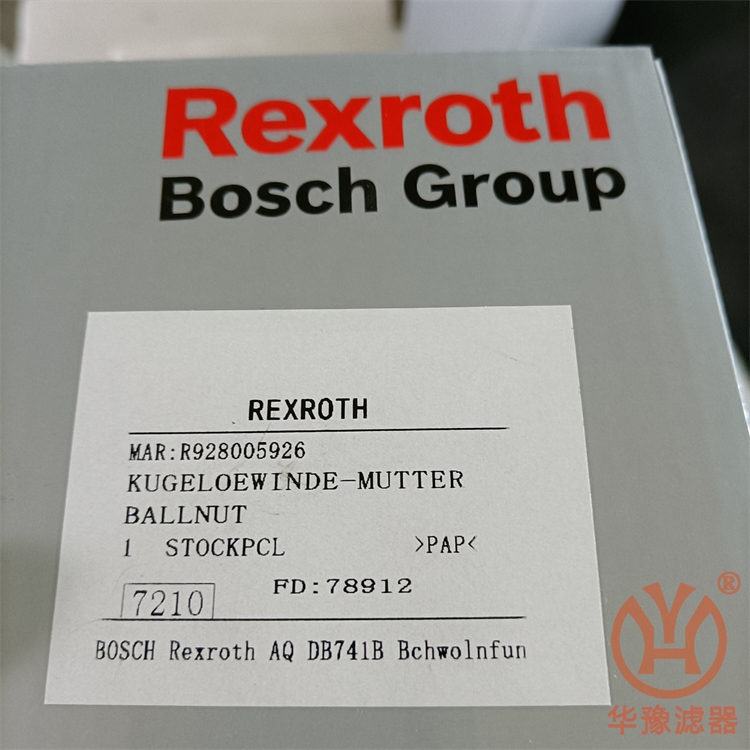 Rexroth
Bosch Group
REXROTH
MAR:R928005926
KUGELOEWINDE-MUTTER
BALLNUT
1 STOCKPCL >PAP<
7210 FD:78912
BOSCH Rexroth AQ DB741B Bchwolnfun
®
华豫滤器